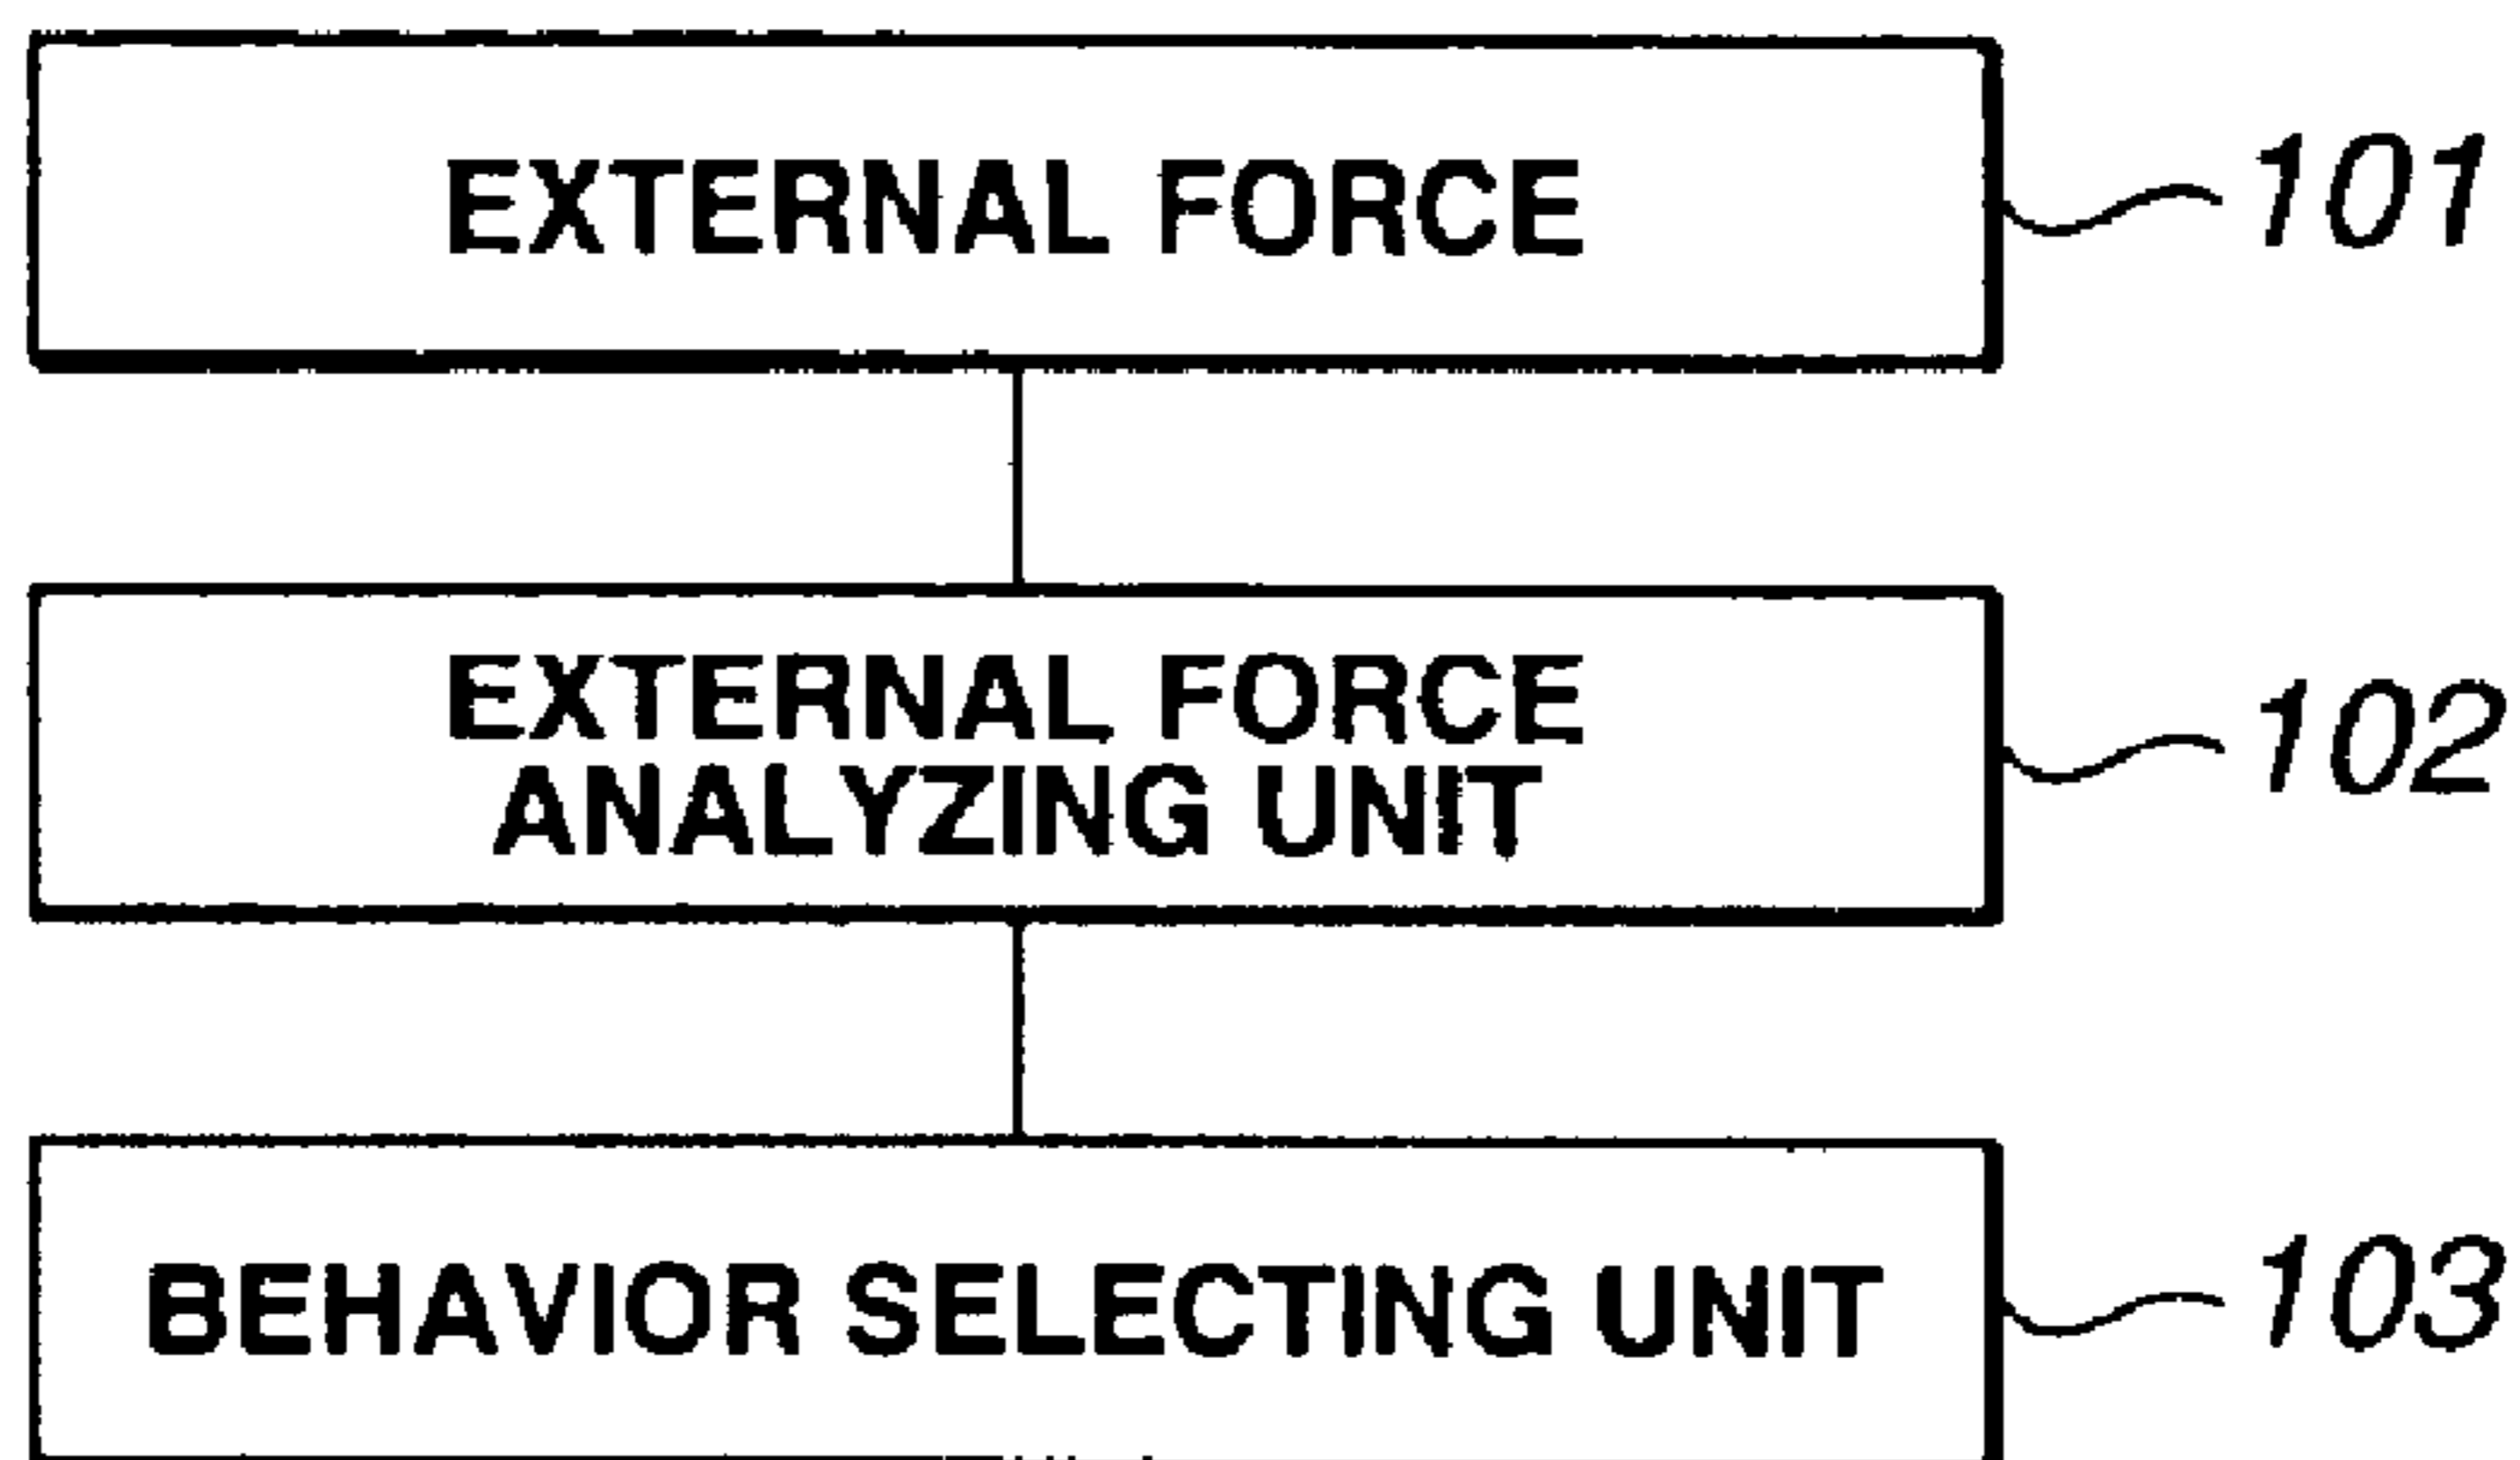 EXTERNAL FORCE
101
EXTERNAL FORCE
ANALYZING UNIT
102
BEHAVIOR SELECTING UNIT
103